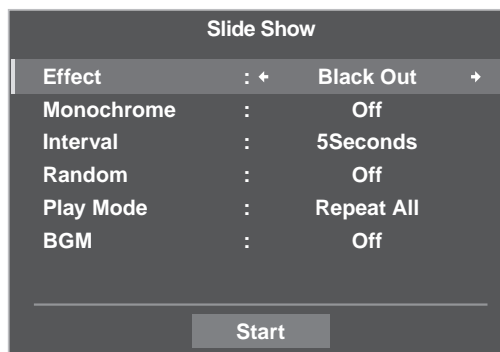 Slide Show
Effect : Black Out
Monochrome : Off
Interval : 5Seconds
Random : Off
Play Mode : Repeat All
BGM : Off
Start